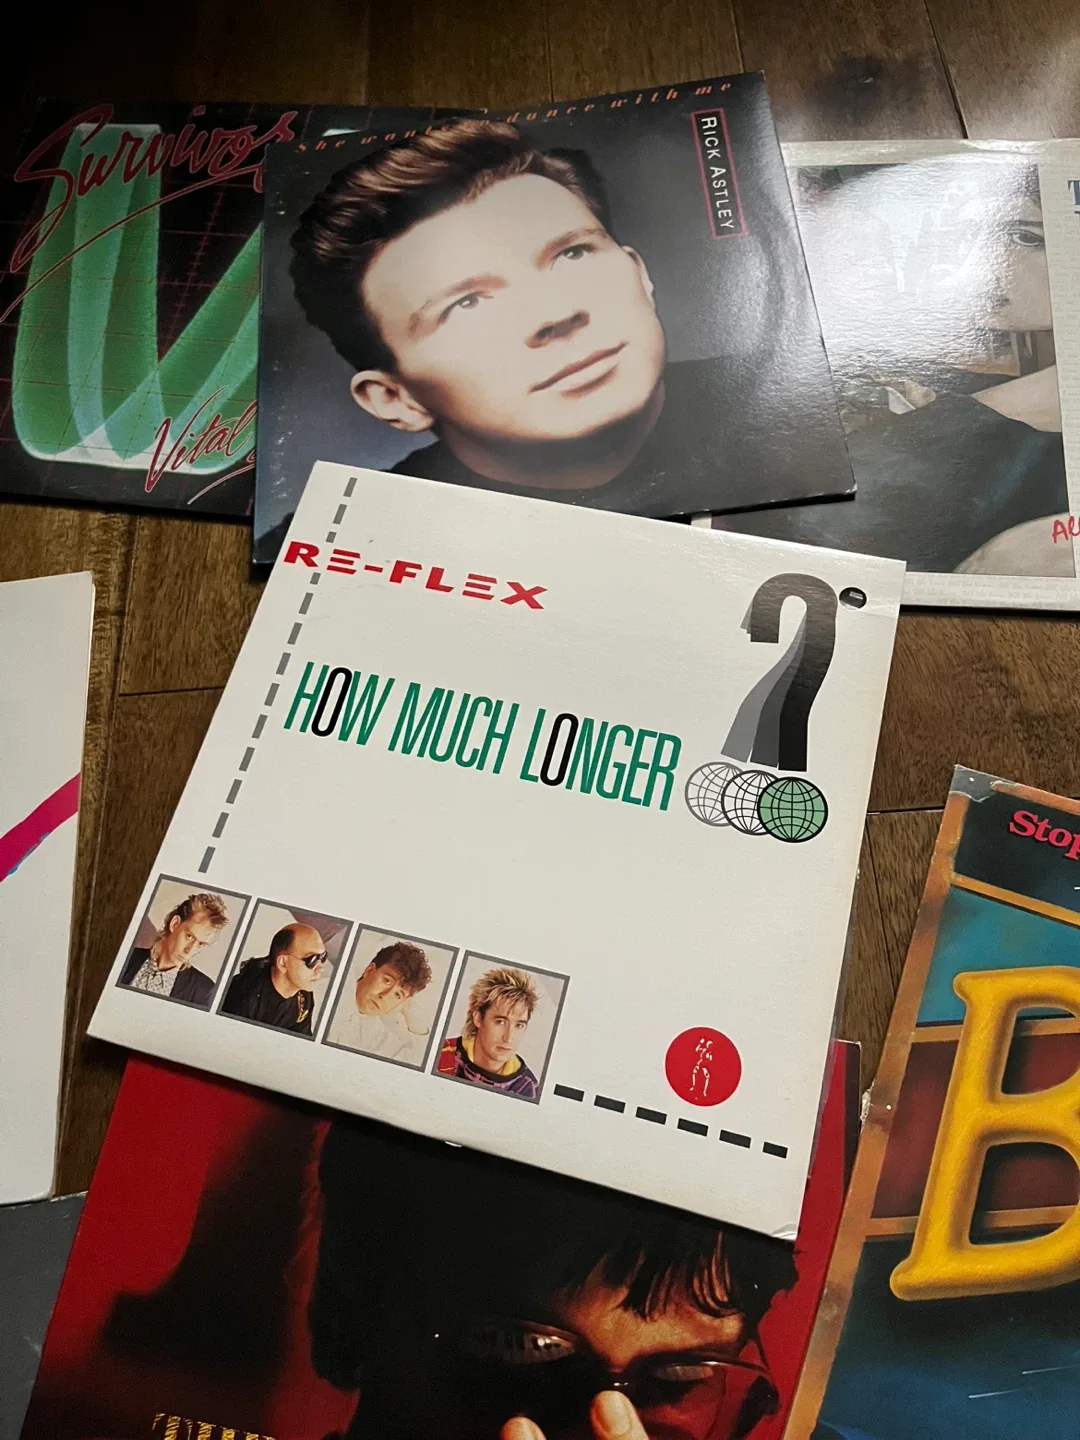 Survivor
She wants to dance with me
RICK ASTLEY
Vital
RE-FLEX
HOW MUCH LONGER
?
Stop
B